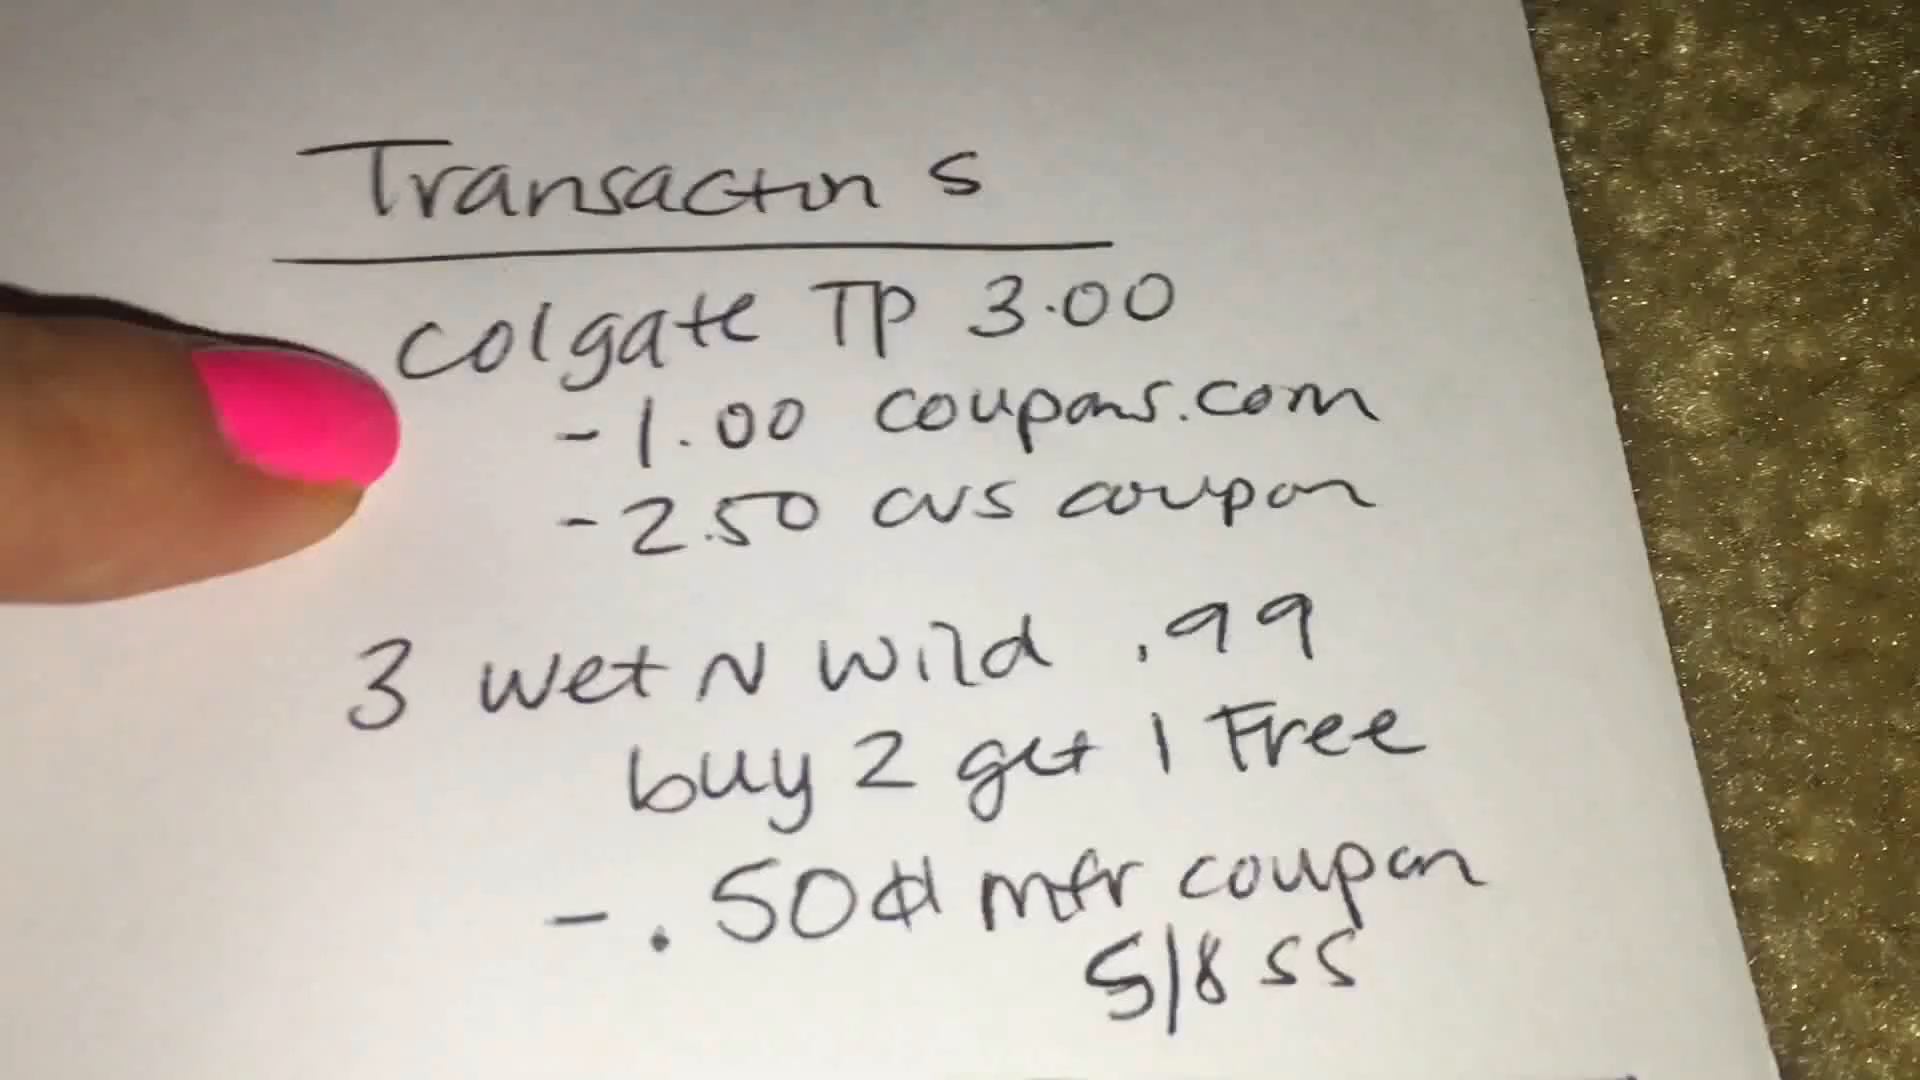 Transactions
Colgate TP 3.00
-1.00 coupons.com
-2.50 CVS coupon
3 wet N wild .99
buy 2 get 1 Free
-.50¢ mfr coupon
5/8 SS